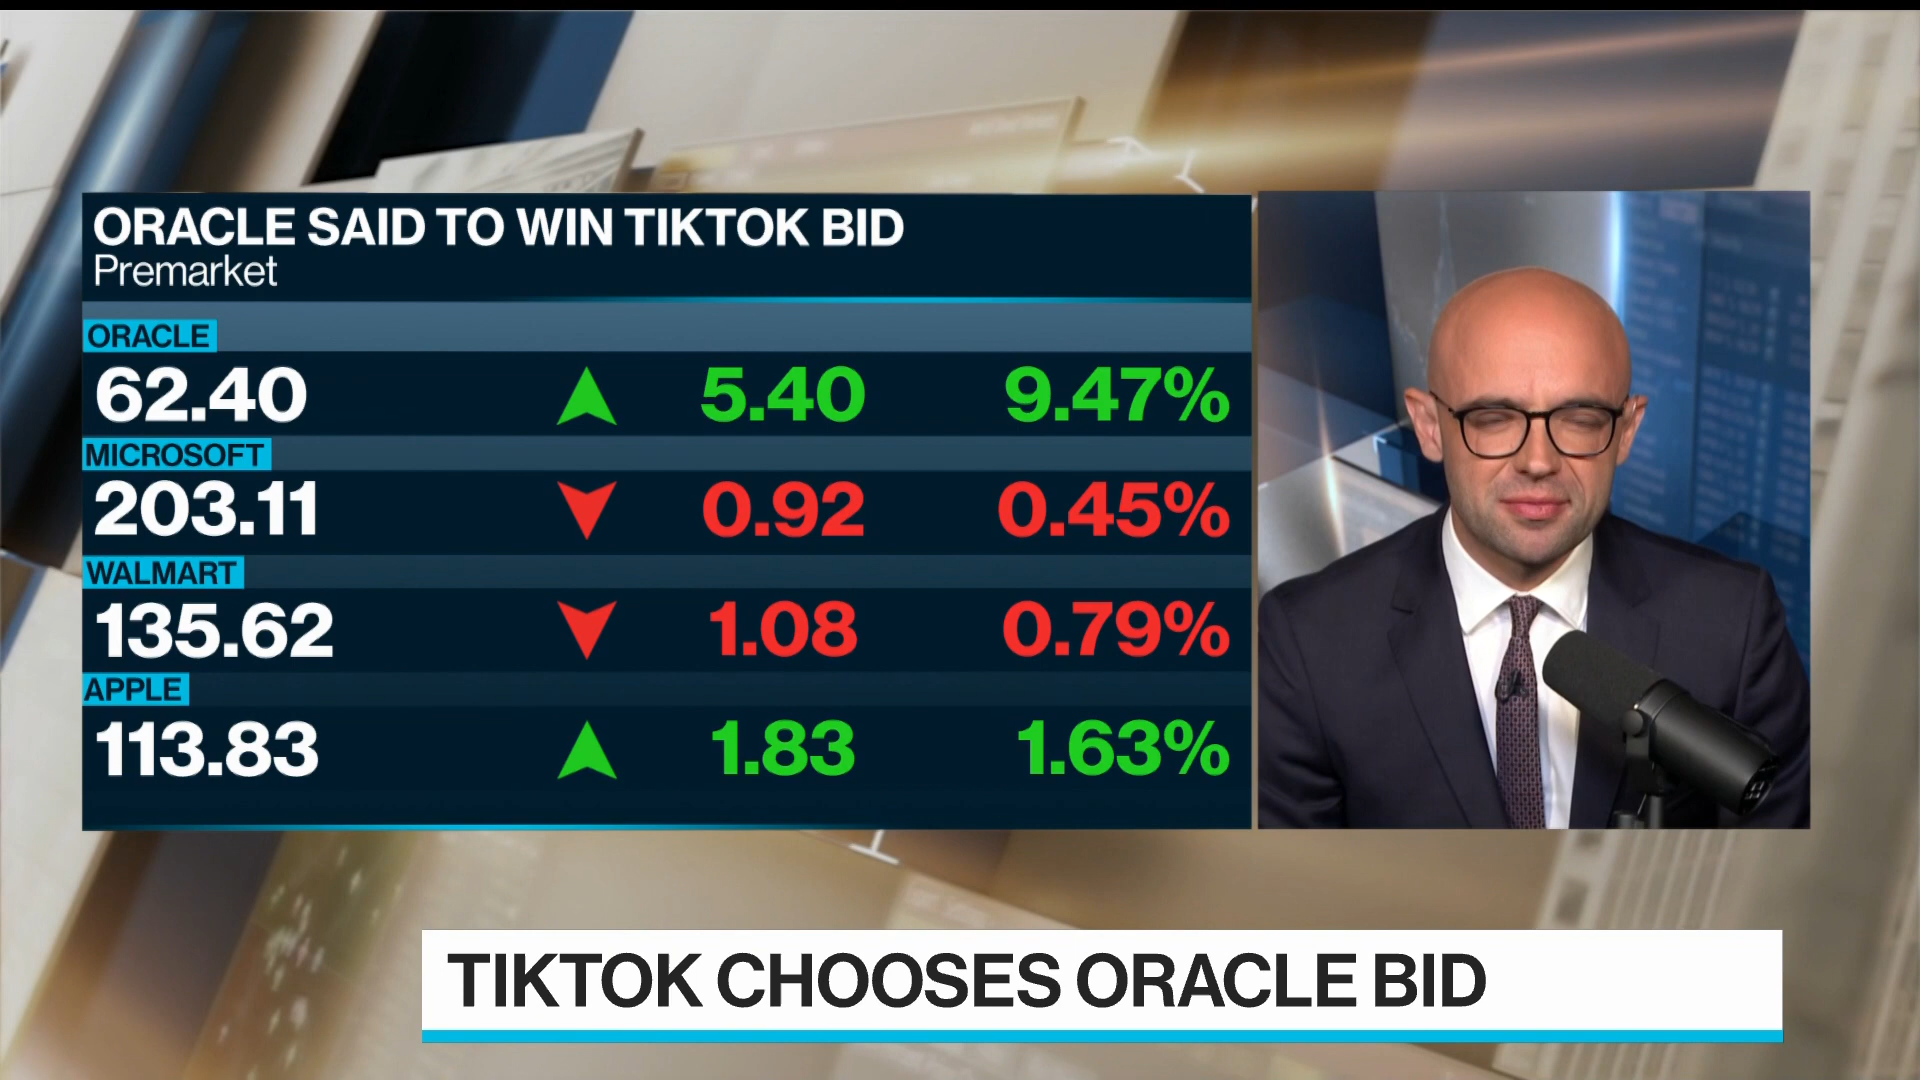 ORACLE SAID TO WIN TIKTOK BID
Premarket
ORACLE
62.40 5.40 9.47%
MICROSOFT
203.11 0.92 0.45%
WALMART
135.62 1.08 0.79%
APPLE
113.83 1.83 1.63%
TIKTOK CHOOSES ORACLE BID